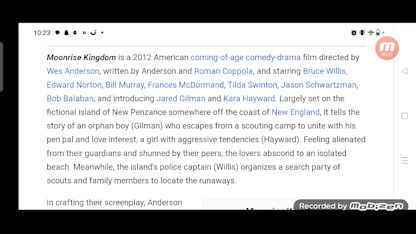 10:23
Moonrise Kingdom is a 2012 American coming-of-age comedy-drama film directed by
Wes Anderson, written by Anderson and Roman Coppola, and starring Bruce Willis,
Edward Norton, Bill Murray, Frances McDormand, Tilda Swinton, Jason Schwartzman,
Bob Balaban, and introducing Jared Gilman and Kara Hayward. Largely set on the
fictional island of New Penzance somewhere off the coast of New England, it tells the
story of an orphan boy (Gilman) who escapes from a scouting camp to unite with his
pen pal and love interest, a girl with aggressive tendencies (Hayward). Feeling alienated
from their guardians and shunned by their peers, the lovers abscond to an isolated
beach. Meanwhile, the island's police captain (Willis) organizes a search party of
scouts and family members to locate the runaways.
In crafting their screenplay, Anderson
Recorded by Mobizen